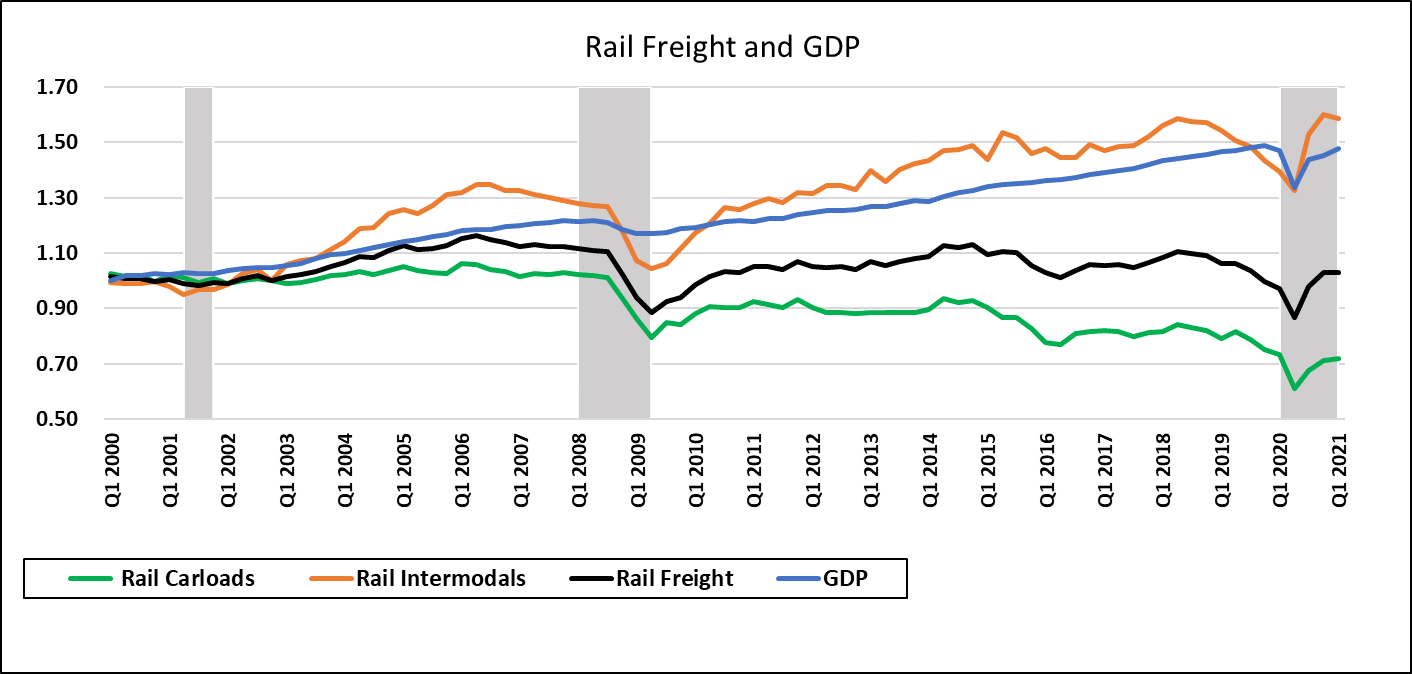 Rail Freight and GDP
1.70
1.50
1.30
1.10
0.90
0.70
0.50
Q1 2000
Q1 2001
Q1 2002
Q1 2003
Q1 2004
Q1 2005
Q1 2006
Q1 2007
Q1 2008
Q1 2009
Q1 2010
Q1 2011
Q1 2012
Q1 2013
Q1 2014
Q1 2015
Q1 2016
Q1 2017
Q1 2018
Q1 2019
Q1 2020
Q1 2021
Rail Carloads Rail Intermodals Rail Freight GDP